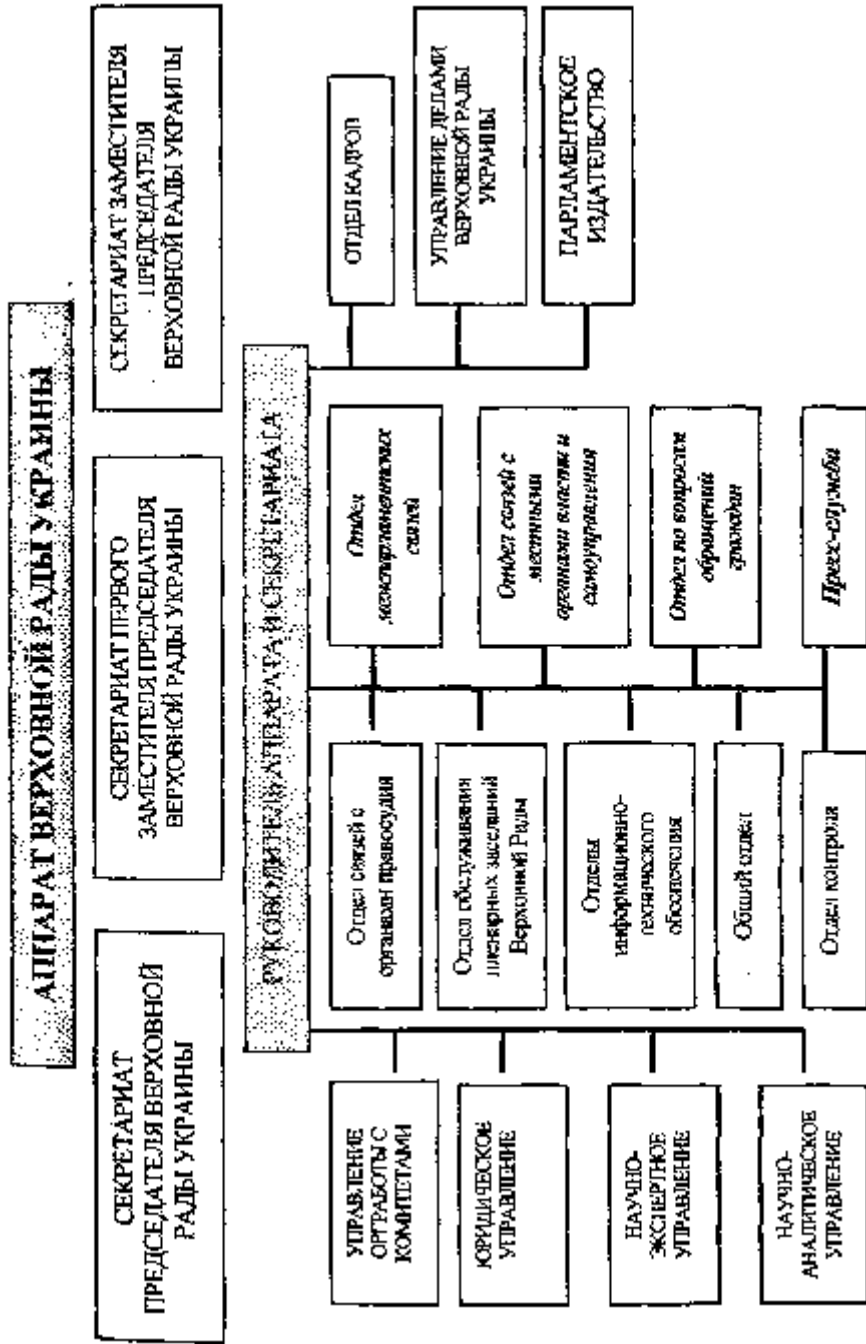 АППАРАТ ВЕРХОВНОЙ РАДЫ УКРАИНЫ
СЕКРЕТАРИАТ
ПРЕДСЕДАТЕЛЯ ВЕРХОВНОЙ
РАДЫ УКРАИНЫ
СЕКРЕТАРИАТ ПЕРВОГО
ЗАМЕСТИТЕЛЯ ПРЕДСЕДАТЕЛЯ
ВЕРХОВНОЙ РАДЫ УКРАИНЫ
СЕКРЕТАРИАТ ЗАМЕСТИТЕЛЯ
ПРЕДСЕДАТЕЛЯ
ВЕРХОВНОЙ РАДЫ УКРАИНЫ
РУКОВОДИТЕЛЬ АППАРАТА И СЕКРЕТАРИАТА
УПРАВЛЕНИЕ
ОРГРАБОТЫ С
КОМИТЕТАМИ
ЮРИДИЧЕСКОЕ
УПРАВЛЕНИЕ
НАУЧНО-
ЭКСПЕРТНОЕ
УПРАВЛЕНИЕ
НАУЧНО-
АНАЛИТИЧЕСКОЕ
УПРАВЛЕНИЕ
Отдел связей с
органами правосудия
Отдел обслуживания
пленарных заседаний
Верховной Рады
Отделы
информационно-
технического
обеспечения
Общий отдел
Отдел контроля
Отдел
межпарламентских
связей
Отдел связей с
местными
органами власти и
самоуправления
Отдел по вопросам
обращений
граждан
Пресс-служба
ОТДЕЛ КАДРОВ
УПРАВЛЕНИЕ ДЕЛАМИ
ВЕРХОВНОЙ РАДЫ
УКРАИНЫ
ПАРЛАМЕНТСКОЕ
ИЗДАТЕЛЬСТВО